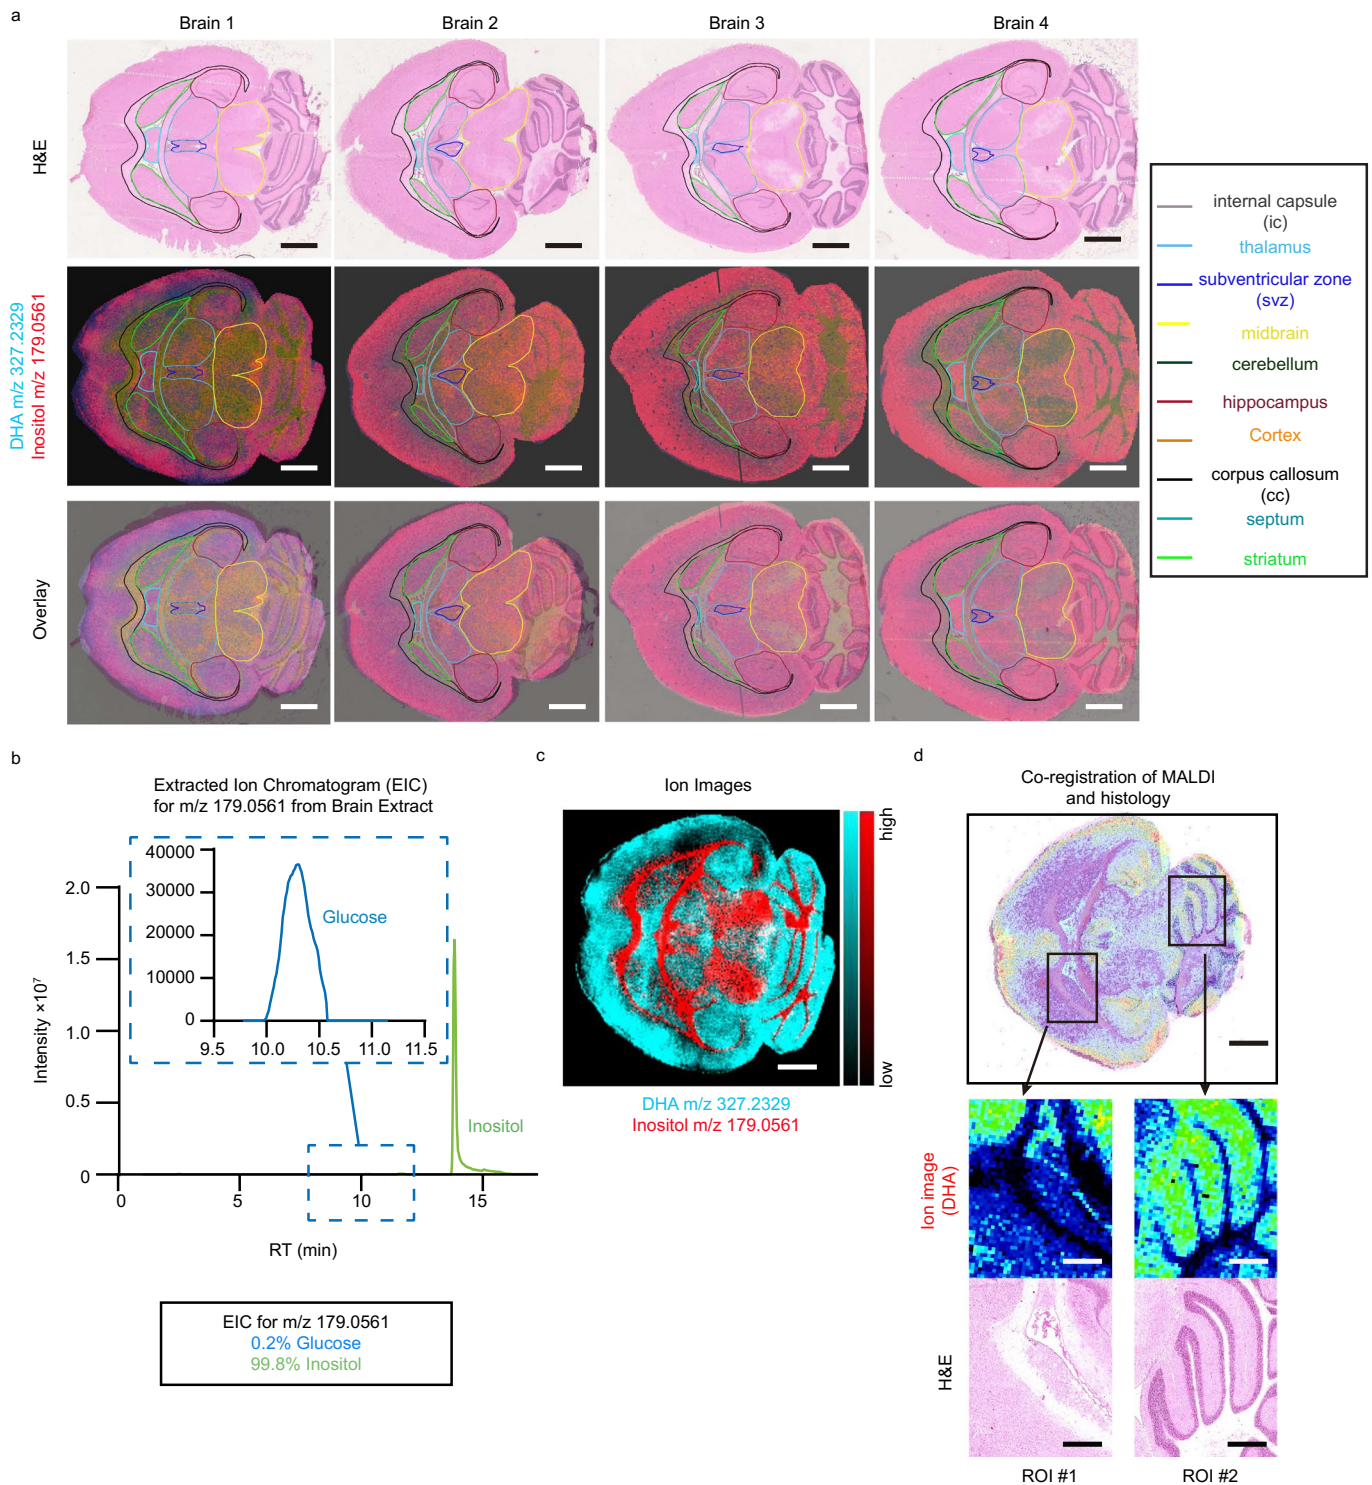 a
Brain 1
Brain 2
Brain 3
Brain 4
H&E
DHA m/z 327.2329
Inositol m/z 179.0561
Overlay
internal capsule
(ic)
thalamus
subventricular zone
(svz)
midbrain
cerebellum
hippocampus
Cortex
corpus callosum
(cc)
septum
striatum
b
Extracted Ion Chromatogram (EIC)
for m/z 179.0561 from Brain Extract
40000
30000
20000
10000
0
9.5 10.0 10.5 11.0 11.5
Glucose
Intensity ×10⁷
2.0
1.5
1.0
0.5
0
Inositol
0 5 10 15
RT (min)
EIC for m/z 179.0561
0.2% Glucose
99.8% Inositol
c
Ion Images
high
low
DHA m/z 327.2329
Inositol m/z 179.0561
d
Co-registration of MALDI
and histology
Ion image
(DHA)
H&E
ROI #1
ROI #2